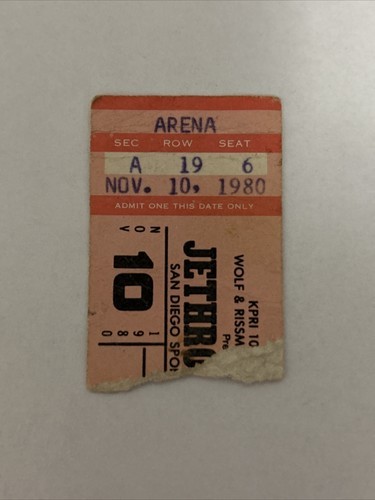 ARENA
SEC ROW SEAT
A 19 6
NOV. 10, 1980
ADMIT ONE THIS DATE ONLY
KPRI 10
WOLF & RISSM
Pre
JETHRO
SAN DIEGO SPO
NOV
10
1980